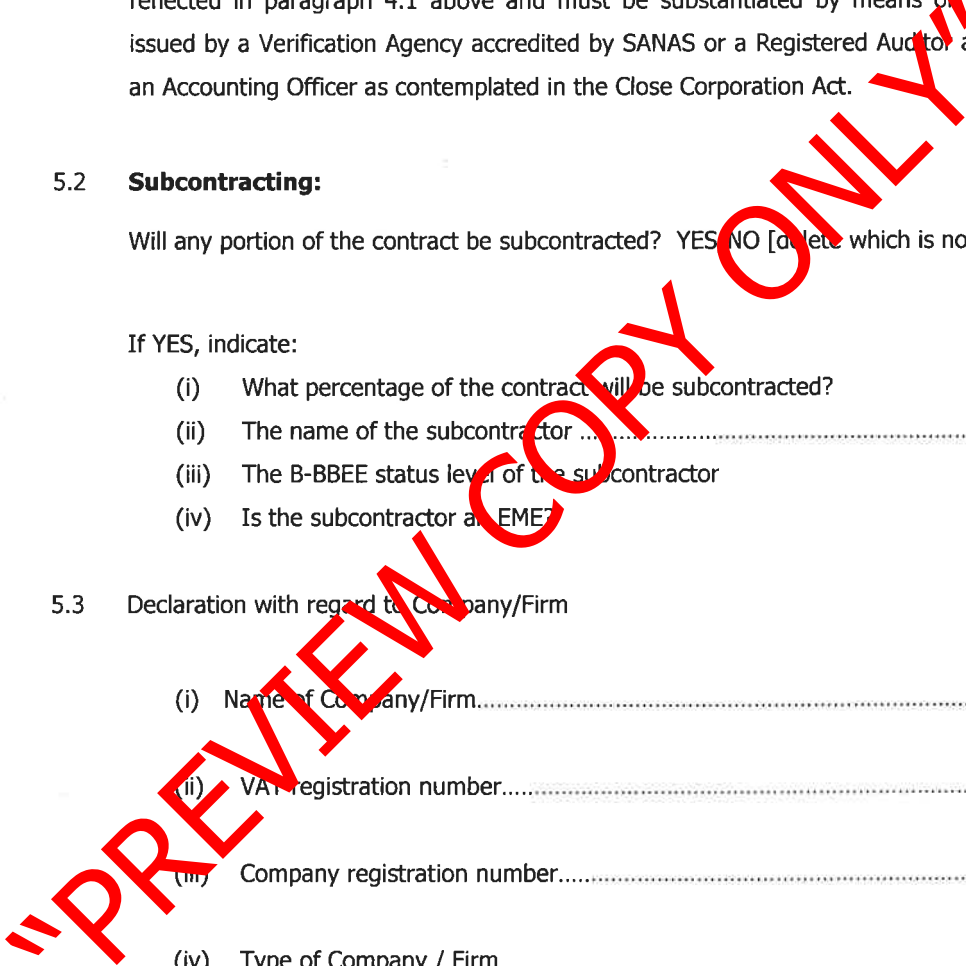 reflected in paragraph 4.1 above and must be substantiated by means
issued by a Verification Agency accredited by SANAS or a Registered Auditor
an Accounting Officer as contemplated in the Close Corporation Act.
5.2 Subcontracting:
Will any portion of the contract be subcontracted? YES/NO [delete which is
If YES, indicate:
(i) What percentage of the contract will be subcontracted?
(ii) The name of the subcontractor ........................................................
(iii) The B-BBEE status level of the subcontractor
(iv) Is the subcontractor an EME?
5.3 Declaration with regard to Company/Firm
(i) Name of Company/Firm........................................................................
(ii) VAT registration number.....................................................................
(iii) Company registration number...........................................................
(iv) Type of Company / Firm
"PREVIEW COPY ONLY"